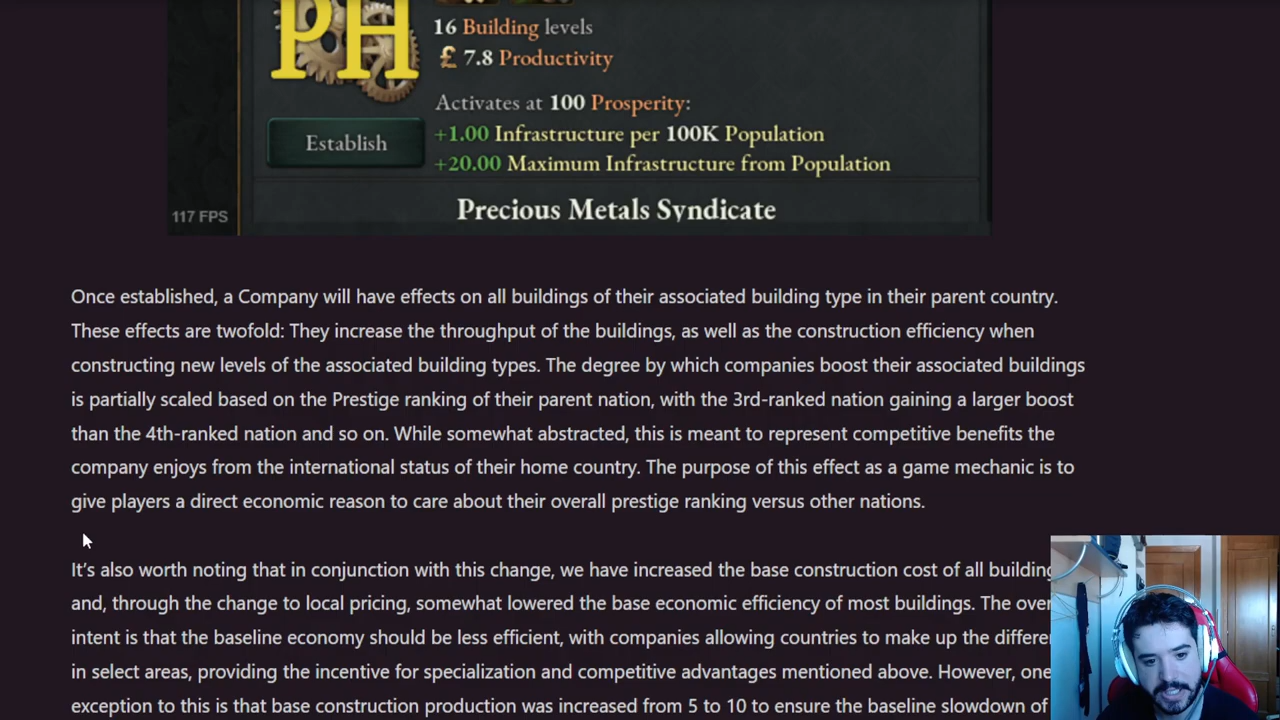 PH
16 Building levels
£ 7.8 Productivity
Activates at 100 Prosperity:
+1.00 Infrastructure per 100K Population
Establish
+20.00 Maximum Infrastructure from Population
117 FPS
Precious Metals Syndicate
Once established, a Company will have effects on all buildings of their associated building type in their parent country.
These effects are twofold: They increase the throughput of the buildings, as well as the construction efficiency when
constructing new levels of the associated building types. The degree by which companies boost their associated buildings
is partially scaled based on the Prestige ranking of their parent nation, with the 3rd-ranked nation gaining a larger boost
than the 4th-ranked nation and so on. While somewhat abstracted, this is meant to represent competitive benefits the
company enjoys from the international status of their home country. The purpose of this effect as a game mechanic is to
give players a direct economic reason to care about their overall prestige ranking versus other nations.
It’s also worth noting that in conjunction with this change, we have increased the base construction cost of all
and, through the change to local pricing, somewhat lowered the base economic efficiency of most buildings. The
intent is that the baseline economy should be less efficient, with companies allowing countries to make up the
in select areas, providing the incentive for specialization and competitive advantages mentioned above. However, one
exception to this is that base construction production was increased from 5 to 10 to ensure the baseline slowdown of